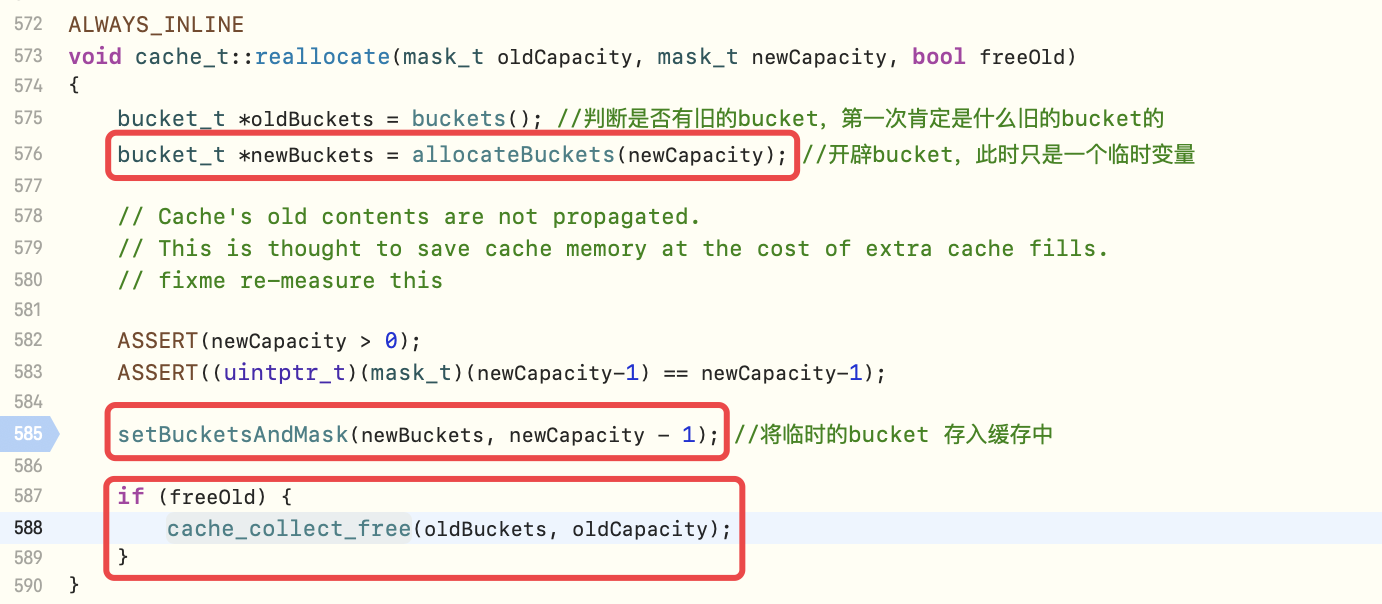 572 ALWAYS_INLINE
573 void cache_t::reallocate(mask_t oldCapacity, mask_t newCapacity, bool freeOld)
574 {
575     bucket_t *oldBuckets = buckets(); //判断是否有旧的bucket，第一次肯定是什么旧的bucket的
576     bucket_t *newBuckets = allocateBuckets(newCapacity); //开辟bucket，此时只是一个临时变量
577
578     // Cache's old contents are not propagated.
579     // This is thought to save cache memory at the cost of extra cache fills.
580     // fixme re-measure this
581
582     ASSERT(newCapacity > 0);
583     ASSERT((uintptr_t)(mask_t)(newCapacity-1) == newCapacity-1);
584
585     setBucketsAndMask(newBuckets, newCapacity - 1); //将临时的bucket 存入缓存中
586
587     if (freeOld) {
588         cache_collect_free(oldBuckets, oldCapacity);
589     }
590 }